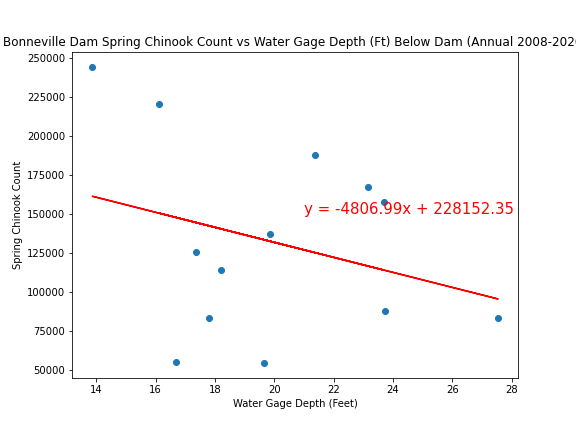 Bonneville Dam Spring Chinook Count vs Water Gage Depth (Ft) Below Dam (Annual 2008-202
250000
225000
200000
175000
150000
125000
100000
75000
50000
Spring Chinook Count
y = -4806.99x + 228152.35
14 16 18 20 22 24 26 28
Water Gage Depth (Feet)